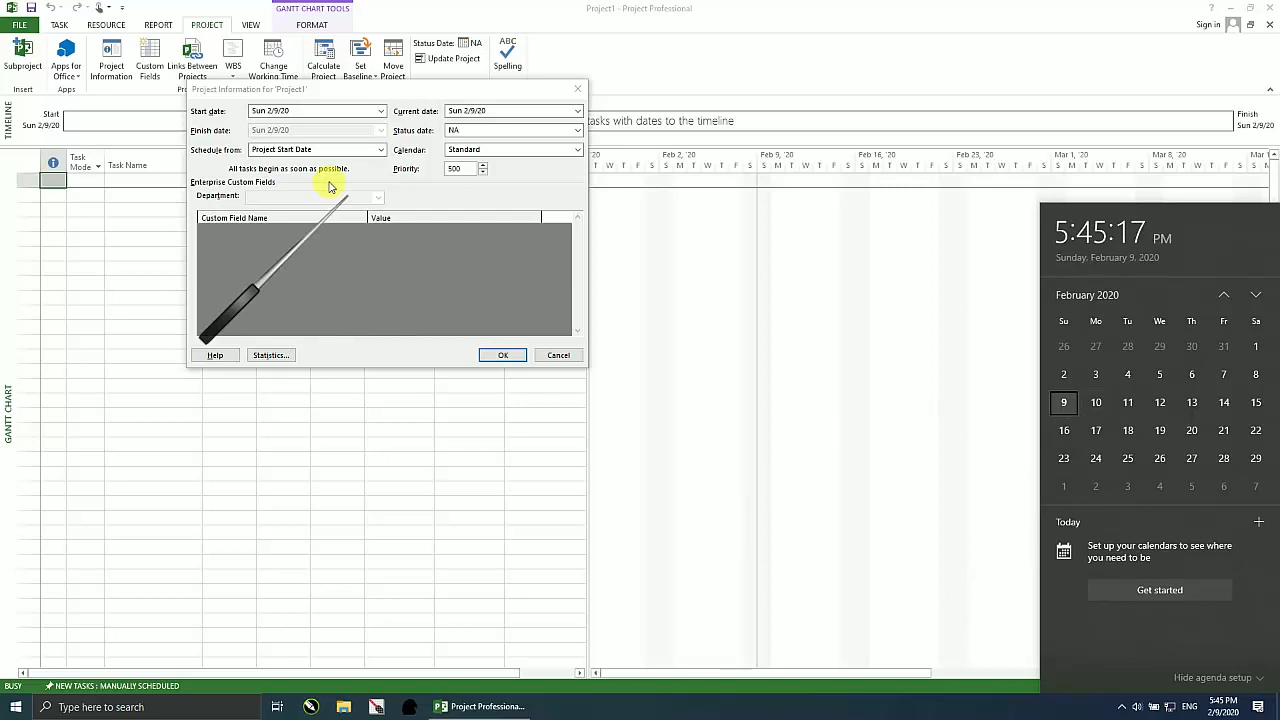 GANTT CHART TOOLS
Project1 - Project Professional
FILE TASK RESOURCE REPORT PROJECT VIEW FORMAT
Sign in
Subproject
Apps for Office
Project Information
Custom Fields
Links Between Projects
WBS
Change Working Time
Calculate Project
Set Baseline
Move Project
Status Date: NA
Update Project
ABC
Spelling
Insert
Apps
Project Information for 'Project1'
Start date: Sun 2/9/20
Current date: Sun 2/9/20
Finish date: Sun 2/9/20
Status date: NA
Schedule from: Project Start Date
Calendar: Standard
All tasks begin as soon as possible.
Priority: 500
Enterprise Custom Fields
Department:
Custom Field Name Value
Help Statistics... OK Cancel
TIMELINE
Start
Sun 2/9/20
tasks with dates to the timeline
Finish
Sun 2/9/20
Task Mode
Task Name
'20 Feb 2, '20 Feb 9, '20 Feb 16, '20 Feb 23, '20 Mar 1, '20 Mar 8, '20 Mar 1
T W T F S S M T W T F S S M T W T F S S M T W T F S S M T W T F S S M T W T F S S M T W T F S
GANTT CHART
5:45:17 PM
Sunday, February 9, 2020
February 2020
Su Mo Tu We Th Fr Sa
26 27 28 29 30 31 1
2 3 4 5 6 7 8
9 10 11 12 13 14 15
16 17 18 19 20 21 22
23 24 25 26 27 28 29
1 2 3 4 5 6 7
Today
Set up your calendars to see where
you need to be
Get started
Hide agenda setup
BUSY NEW TASKS : MANUALLY SCHEDULED
Type here to search
Project Professiona...
ENG
5:45 PM
2/9/2020